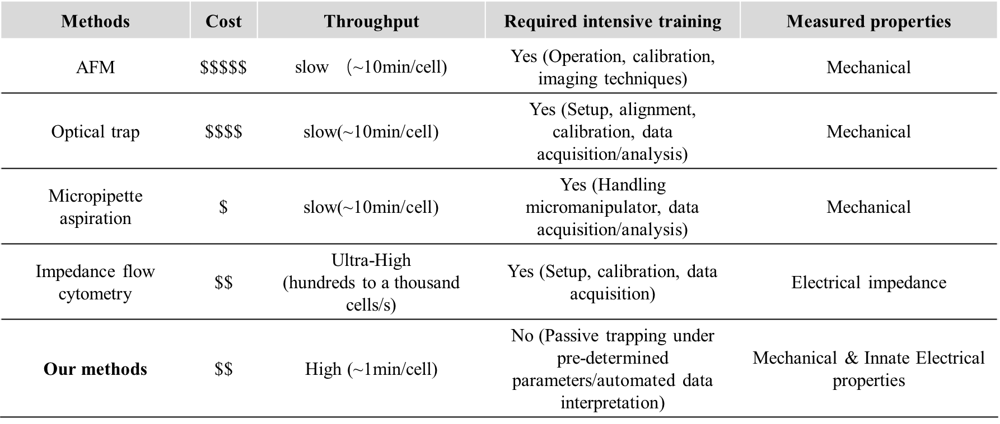 Methods Cost Throughput Required intensive training Measured properties
AFM $$$$$ slow （~10min/cell) Yes (Operation, calibration, imaging techniques) Mechanical
Optical trap $$$$ slow(~10min/cell) Yes (Setup, alignment, calibration, data acquisition/analysis) Mechanical
Micropipette aspiration $ slow(~10min/cell) Yes (Handling micromanipulator, data acquisition/analysis) Mechanical
Impedance flow cytometry $$ Ultra-High (hundreds to a thousand cells/s) Yes (Setup, calibration, data acquisition) Electrical impedance
Our methods $$ High (~1min/cell) No (Passive trapping under pre-determined parameters/automated data interpretation) Mechanical & Innate Electrical properties